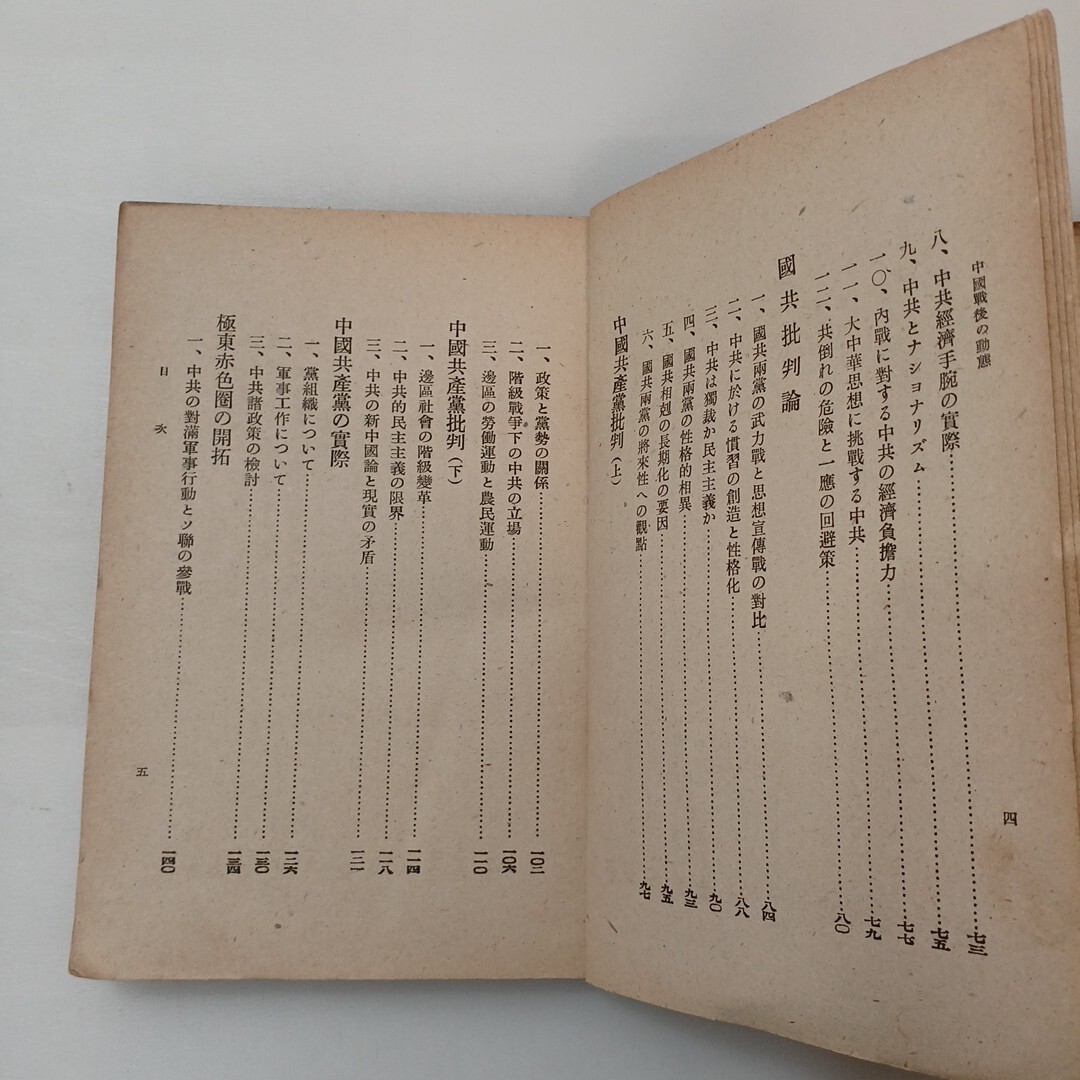 中國戰後の動態
八、中共經濟手腕の實際……七三
九、中共とナショナリズム……七五
一〇、內戰に對する中共の經濟負擔力……七七
一一、大中華思想に挑戰する中共……七九
一二、共倒れの危險と一應の回避策……八〇
國共批判論
一、國共兩黨の武力戰と思想宣傳戰の對比……八四
二、中共に於ける慣習の創造と性格化……八八
三、中共は獨裁か民主主義か……九〇
四、國共兩黨の性格的相異……九三
五、國共相剋の長期化の要因……九五
六、國共兩黨の將來性への觀點……九七
中國共產黨批判(上)
四
一、政策と黨勢の關係……一〇二
二、階級戰爭下の中共の立場……一〇六
三、邊區の勞働運動と農民運動……一一〇
中國共產黨批判(下)
一、邊區社會の階級變革……一一四
二、中共的民主主義の限界……一一八
三、中共の新中國論と現實の矛盾……一二一
中國共產黨の實際
一、黨組織について……一二六
二、軍事工作について……一三〇
三、中共諸政策の檢討……一三四
極東赤色圈の開拓
一、中共の對滿軍事行動とソ聯の參戰……一四〇
目次
五